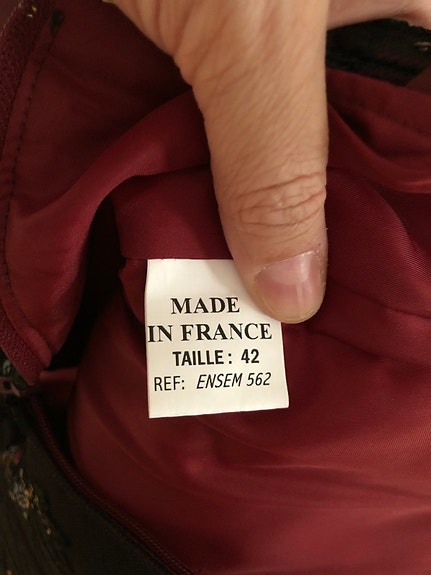 MADE
IN FRANCE
TAILLE: 42
REF: ENSEM 562